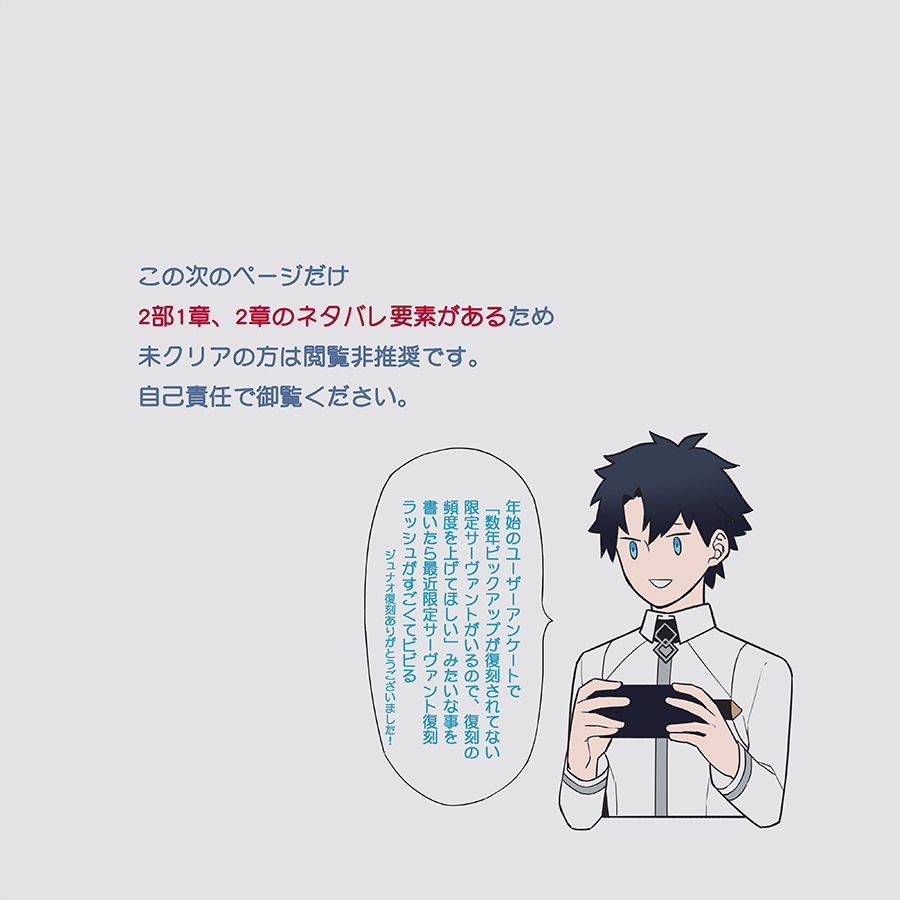 この次のページだけ
2部1章、2章のネタバレ要素があるため
未クリアの方は閲覧非推奨です。
自己責任で御覧ください。
年始のユーザーアンケートで
「数年ピックアップが復刻されてない
限定サーヴァントがいるので、復刻の
頻度を上げてほしい」みたいな事を
書いたら最近限定サーヴァント復刻
ラッシュがすごくてビビる
ジュナオ復刻ありがとうございました!